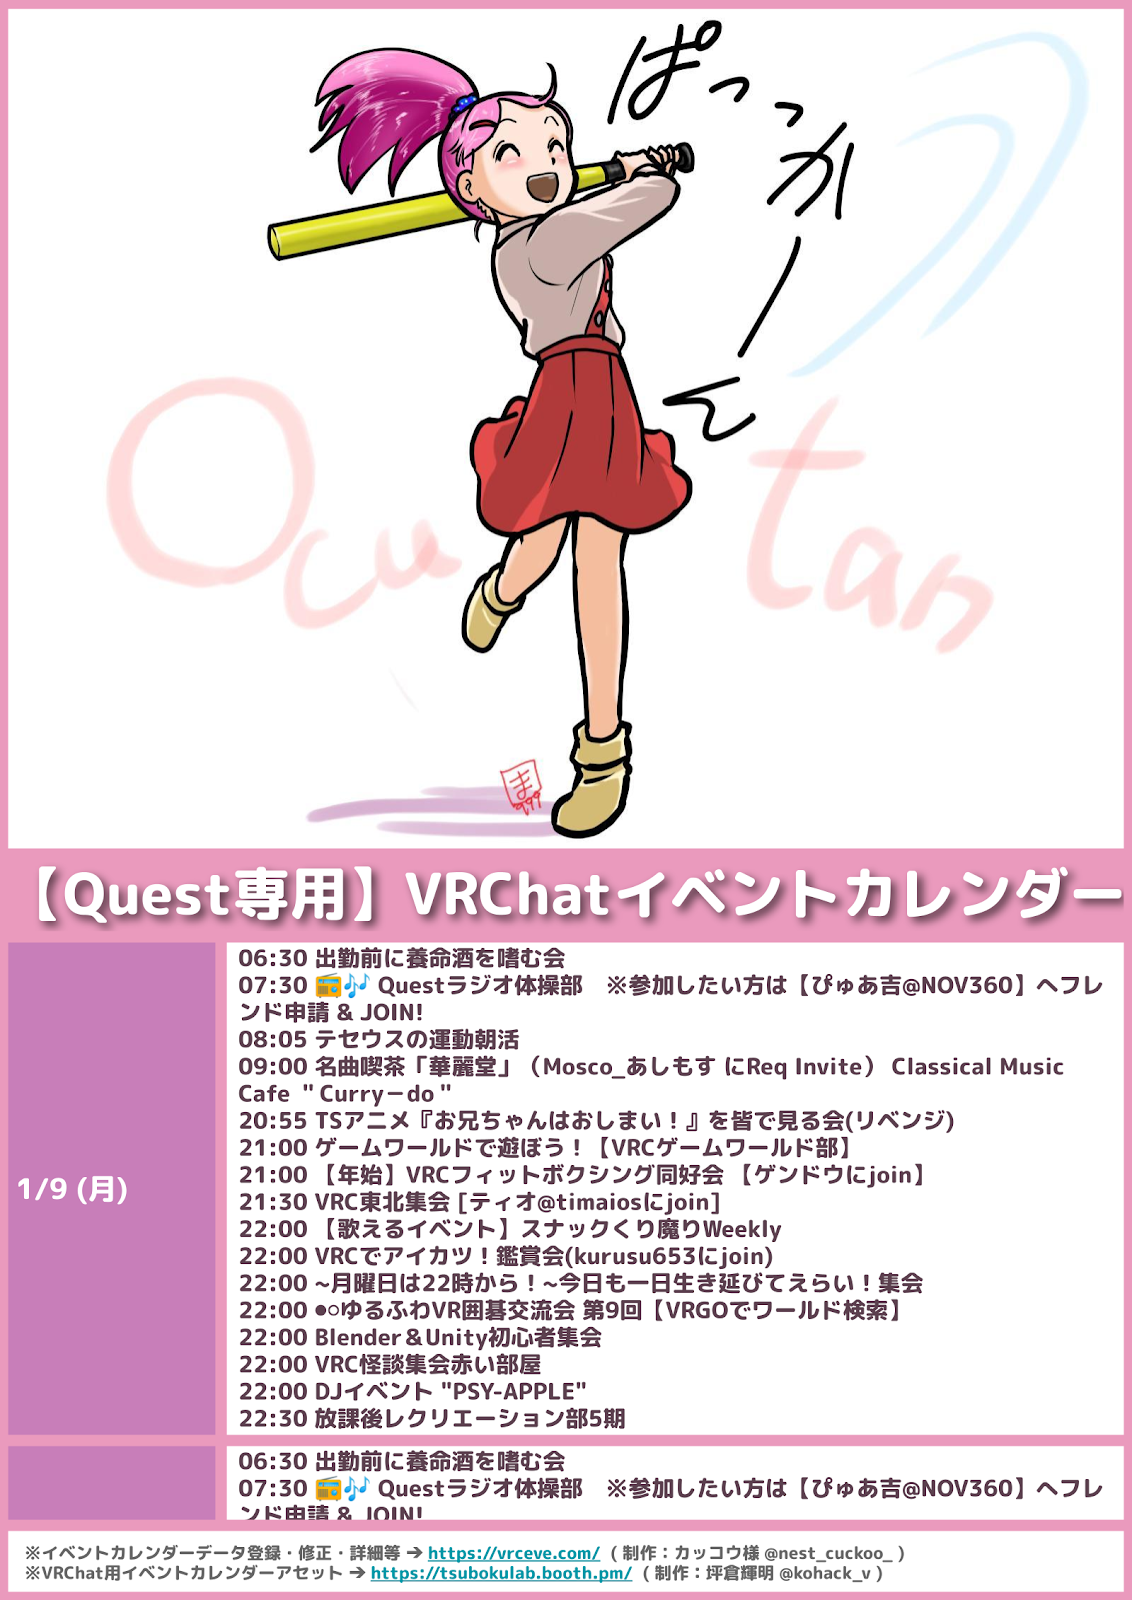 ぱっっかーん
Ocu tan
ま
999
【Quest専用】VRChatイベントカレンダー
1/9 (月)
06:30 出勤前に養命酒を嗜む会
07:30 📻🎶 Questラジオ体操部　※参加したい方は【ぴゅあ吉@NOV360】へフレ
ンド申請 & JOIN!
08:05 テセウスの運動朝活
09:00 名曲喫茶「華麗堂」（Mosco_あしもす にReq Invite） Classical Music
Cafe ＂Curry－do＂
20:55 TSアニメ『お兄ちゃんはおしまい！』を皆で見る会(リベンジ)
21:00 ゲームワールドで遊ぼう！【VRCゲームワールド部】
21:00 【年始】VRCフィットボクシング同好会 【ゲンドウにjoin】
21:30 VRC東北集会 [ティオ@timaiosにjoin]
22:00 【歌えるイベント】スナックくり魔りWeekly
22:00 VRCでアイカツ！鑑賞会(kurusu653にjoin)
22:00 ~月曜日は22時から！~今日も一日生き延びてえらい！集会
22:00 ●○ゆるふわVR囲碁交流会 第9回【VRGOでワールド検索】
22:00 Blender＆Unity初心者集会
22:00 VRC怪談集会赤い部屋
22:00 DJイベント "PSY-APPLE"
22:30 放課後レクリエーション部5期
06:30 出勤前に養命酒を嗜む会
07:30 📻🎶 Questラジオ体操部　※参加したい方は【ぴゅあ吉@NOV360】へフレ
ンド申請 & JOIN!
※イベントカレンダーデータ登録・修正・詳細等 ➔ https://vrceve.com/ ( 制作：カッコウ様 @nest_cuckoo_ )
※VRChat用イベントカレンダーアセット ➔ https://tsubokulab.booth.pm/ ( 制作：坪倉輝明 @kohack_v )